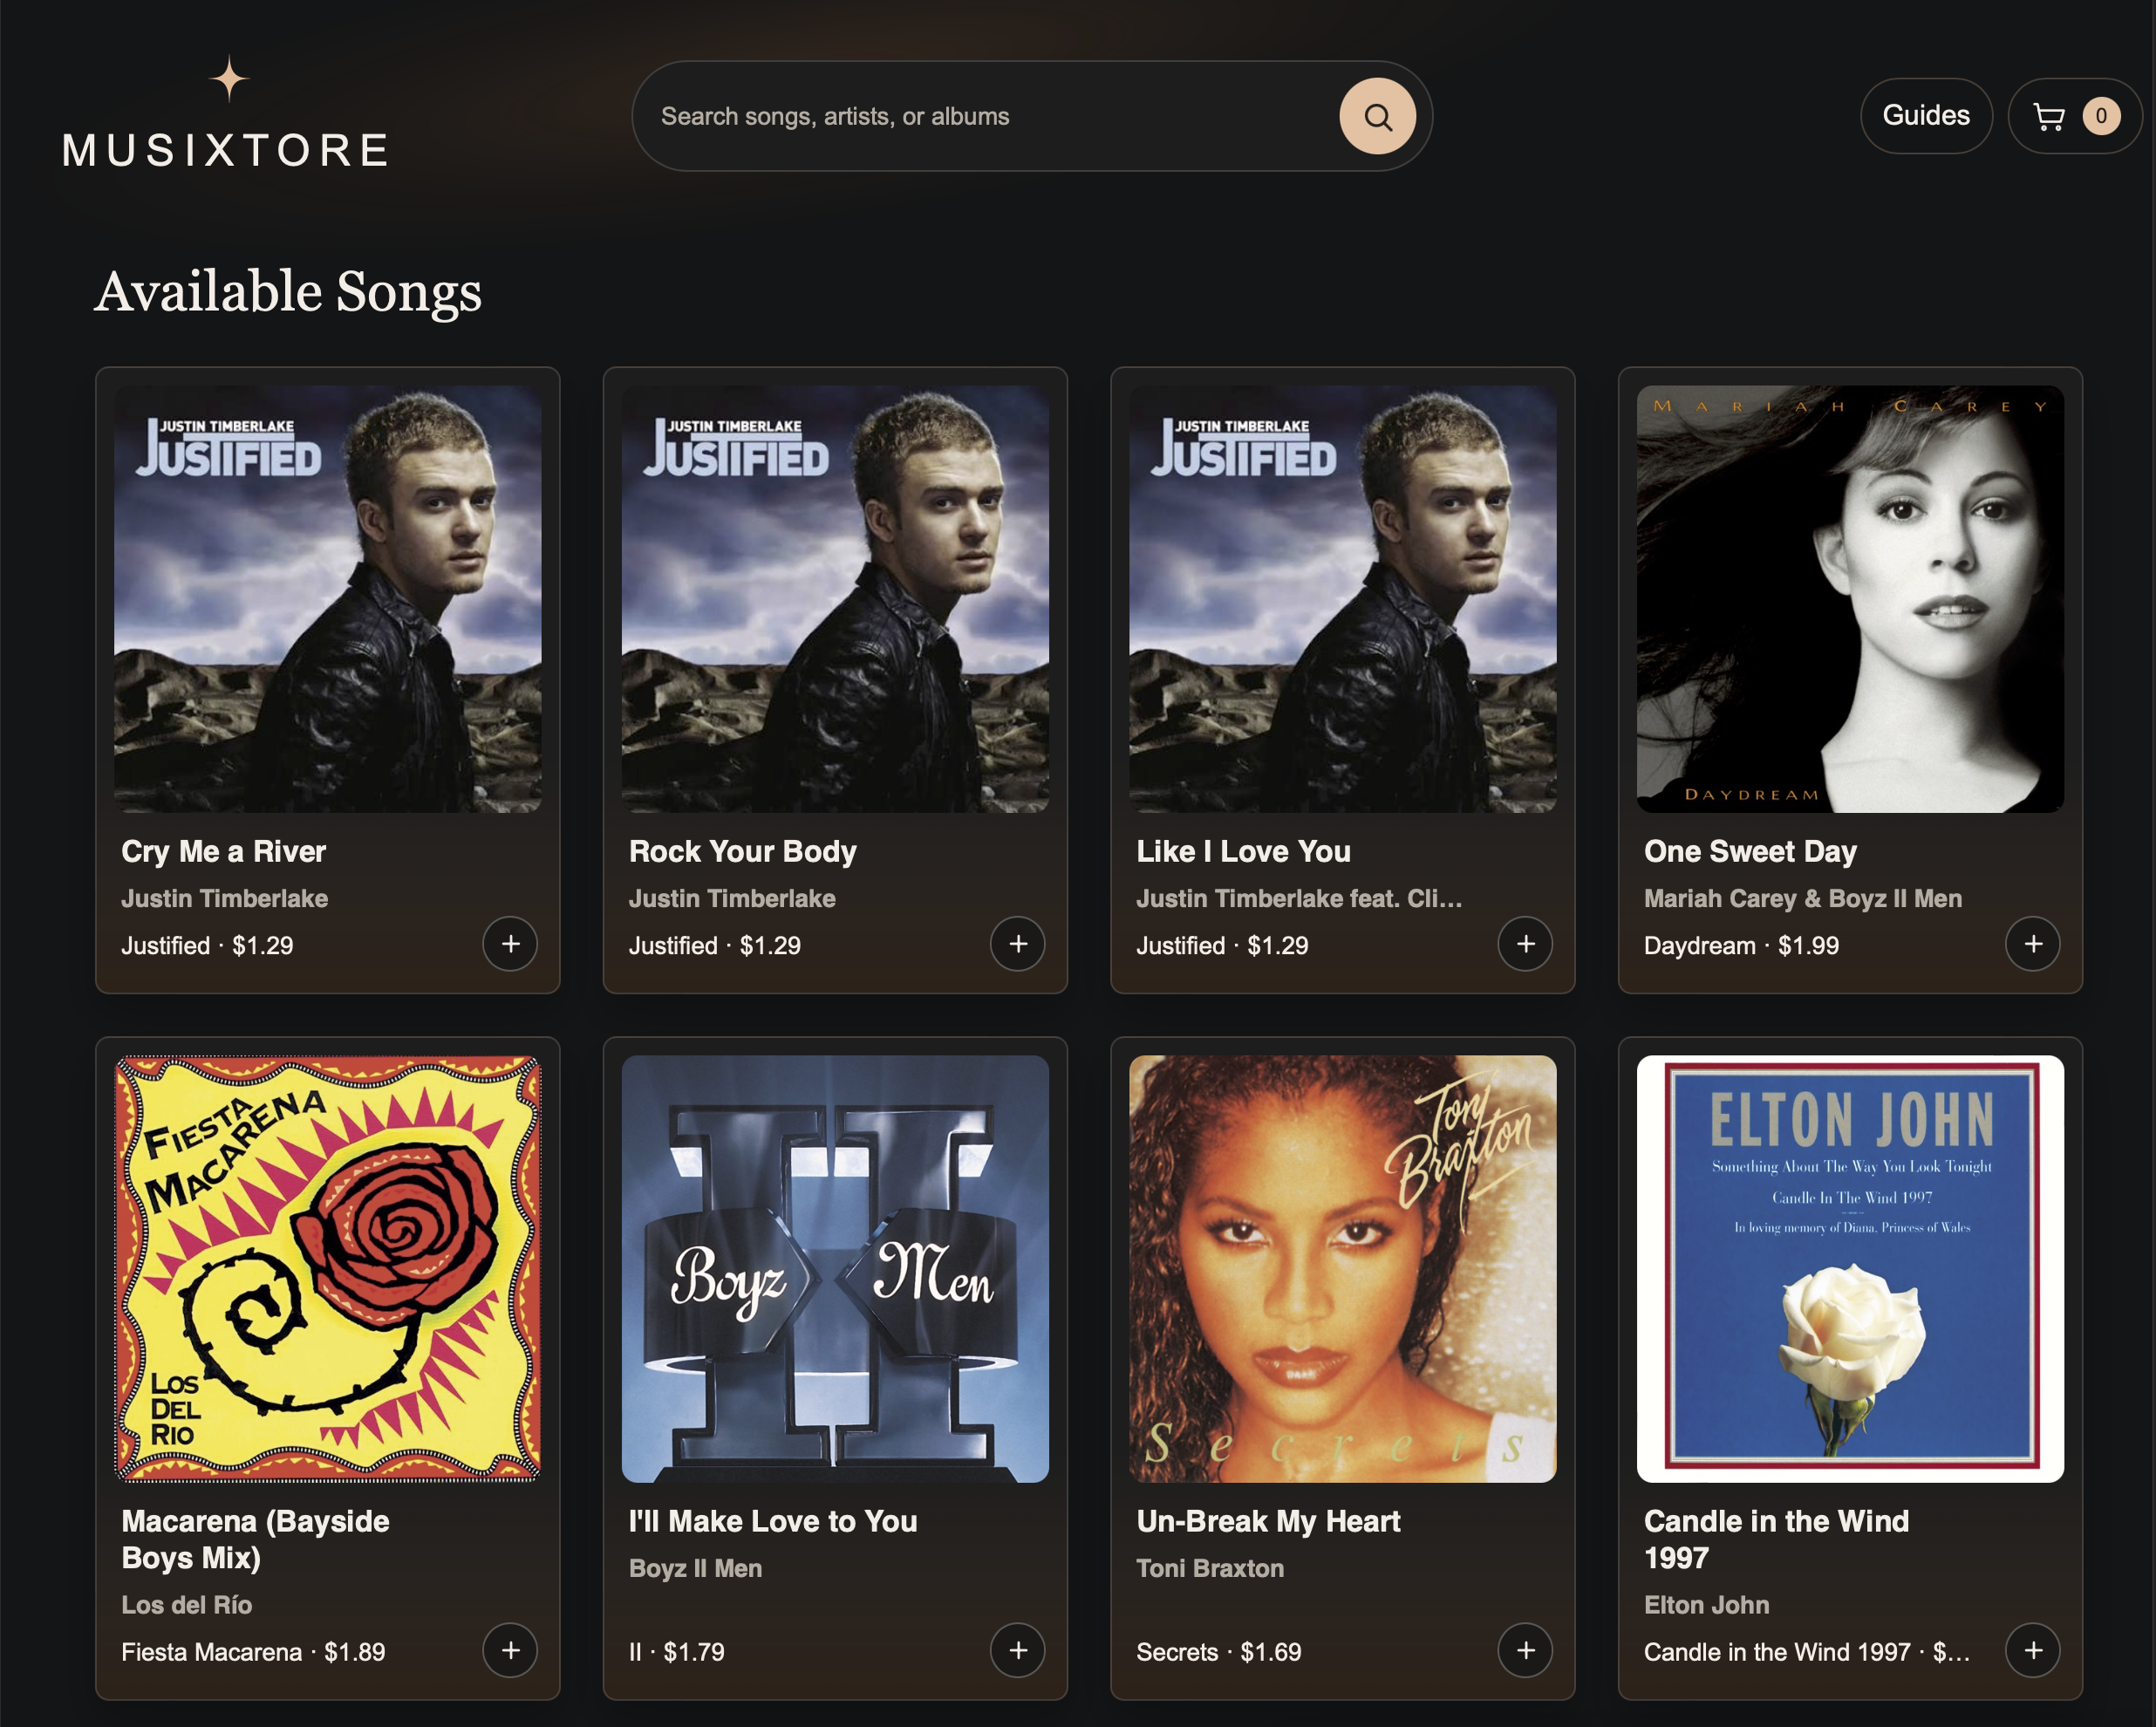 MUSIXTORE
Search songs, artists, or albums
Guides
0
Available Songs
JUSTIN TIMBERLAKE
JUSTIFIED
Cry Me a River
Justin Timberlake
Justified · $1.29
+
JUSTIN TIMBERLAKE
JUSTIFIED
Rock Your Body
Justin Timberlake
Justified · $1.29
+
JUSTIN TIMBERLAKE
JUSTIFIED
Like I Love You
Justin Timberlake feat. Cli...
Justified · $1.29
+
MARIAH CAREY
DAYDREAM
One Sweet Day
Mariah Carey & Boyz II Men
Daydream · $1.99
+
FIESTA
MACARENA
LOS
DEL
RIO
Macarena (Bayside
Boys Mix)
Los del Río
Fiesta Macarena · $1.89
+
II
Boyz Men
I'll Make Love to You
Boyz II Men
II · $1.79
+
Toni
Braxton
Secrets
Un-Break My Heart
Toni Braxton
Secrets · $1.69
+
ELTON JOHN
Something About The Way You Look Tonight
Candle In The Wind 1997
In loving memory of Diana, Princess of Wales
Candle in the Wind
1997
Elton John
Candle in the Wind 1997 · $...
+